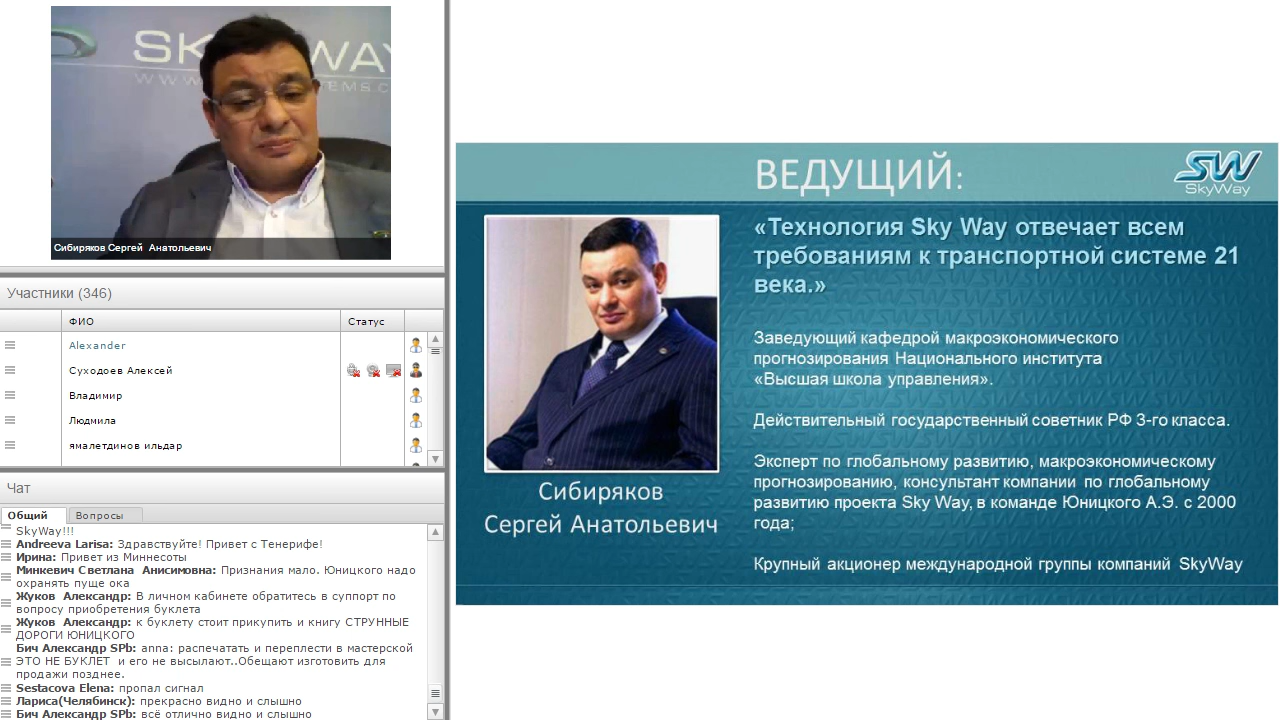 SKYWAY
Сибиряков Сергей Анатольевич
Участники (346)
ФИО
Статус
Alexander
Суходоев Алексей
Владимир
Людмила
ямалетдинов ильдар
Чат
Общий
Вопросы
SkyWay!!!
Andreeva Larisa: Здравствуйте! Привет с Тенерифе!
Ирина: Привет из Миннесоты
Минкевич Светлана Анисимовна: Признания мало. Юницкого надо
охранять пуще ока
Жуков Александр: В личном кабинете обратитесь в суппорт по
вопросу приобретения буклета
Жуков Александр: к буклету стоит прикупить и книгу СТРУННЫЕ
ДОРОГИ ЮНИЦКОГО
Бич Александр SPb: anna: распечатать и переплести в мастерской
ЭТО НЕ БУКЛЕТ и его не высылают..Обещают изготовить для
продажи позднее.
Sestacova Elena: пропал сигнал
Лариса(Челябинск): прекрасно видно и слышно
Бич Александр SPb: всё отлично видно и слышно
ВЕДУЩИЙ:
SW
SkyWay
«Технология Sky Way отвечает всем
требованиям к транспортной системе 21
века.»
Заведующий кафедрой макроэкономического
прогнозирования Национального института
«Высшая школа управления».
Действительный государственный советник РФ 3-го класса.
Эксперт по глобальному развитию, макроэкономическому
прогнозированию, консультант компании по глобальному
развитию проекта Sky Way, в команде Юницкого А.Э. с 2000
года;
Крупный акционер международной группы компаний SkyWay
Сибиряков
Сергей Анатольевич